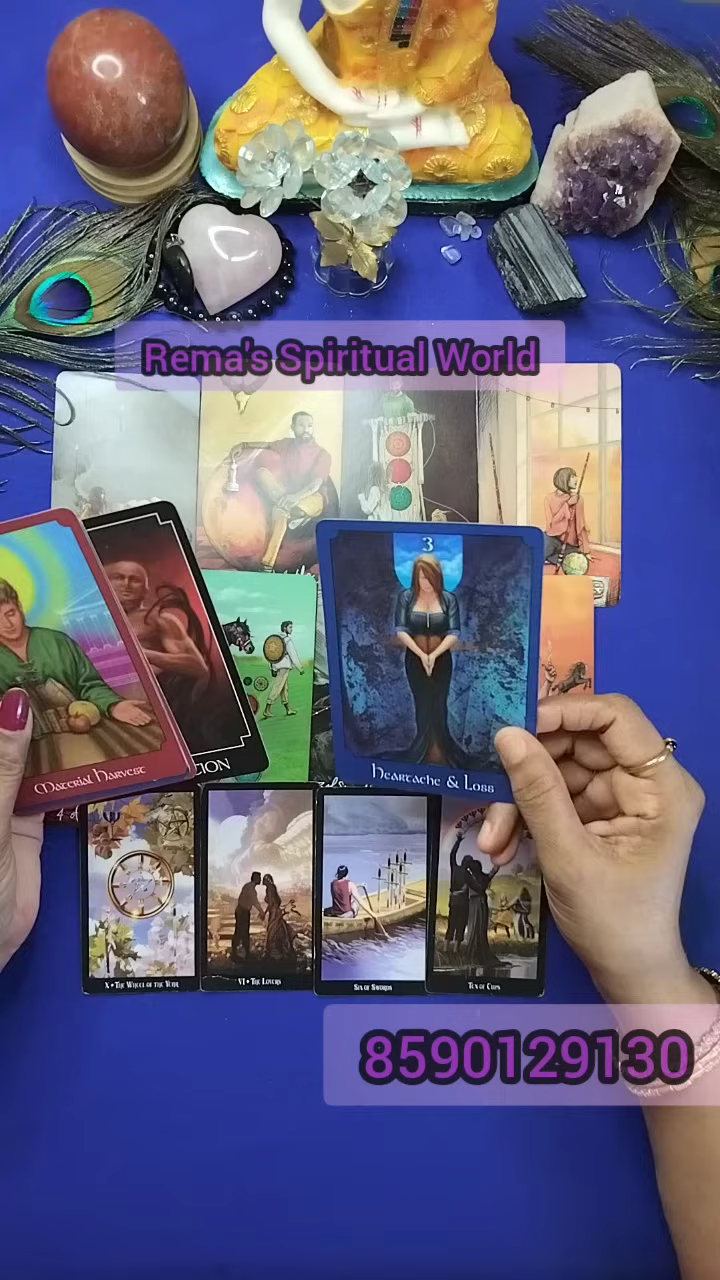 Rema's Spiritual World
3
Heartache & Loss
Material Harvest
ION
X • The Wheel of the Year
VI • The Lovers
Six of Swords
Ten of Cups
8590129130